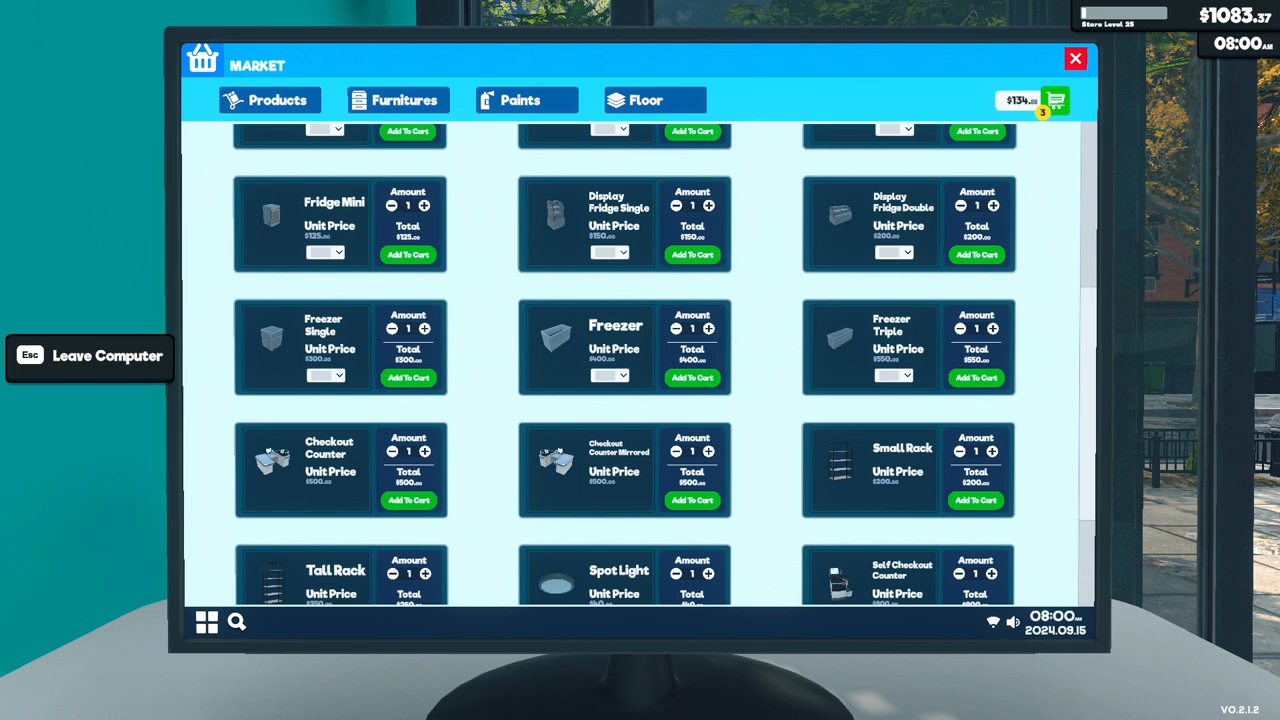 Store Level 25
$1083.37
08:00AM
MARKET
Products
Furnitures
Paints
Floor
3
Add To Cart
Add To Cart
Add To Cart
Fridge Mini
Unit Price
$125.00
Amount
1
Total
$125.00
Add To Cart
Display
Fridge Single
Unit Price
$150.00
Amount
1
Total
$150.00
Add To Cart
Display
Fridge Double
Unit Price
$200.00
Amount
1
Total
$200.00
Add To Cart
Freezer
Single
Unit Price
$300.00
Amount
1
Total
$300.00
Add To Cart
Freezer
Unit Price
$400.00
Amount
1
Total
$400.00
Add To Cart
Freezer
Triple
Unit Price
$550.00
Amount
1
Total
$550.00
Add To Cart
Esc Leave Computer
Checkout
Counter
Unit Price
$500.00
Amount
1
Total
$500.00
Add To Cart
Checkout
Counter Mirrored
Unit Price
$500.00
Amount
1
Total
$500.00
Add To Cart
Small Rack
Unit Price
$200.00
Amount
1
Total
$200.00
Add To Cart
Tall Rack
Unit Price
Amount
1
Total
Spot Light
Unit Price
Amount
1
Total
Self Checkout
Counter
Unit Price
Amount
1
Total
08:00AM
2024.09.15
V0.2.1.2